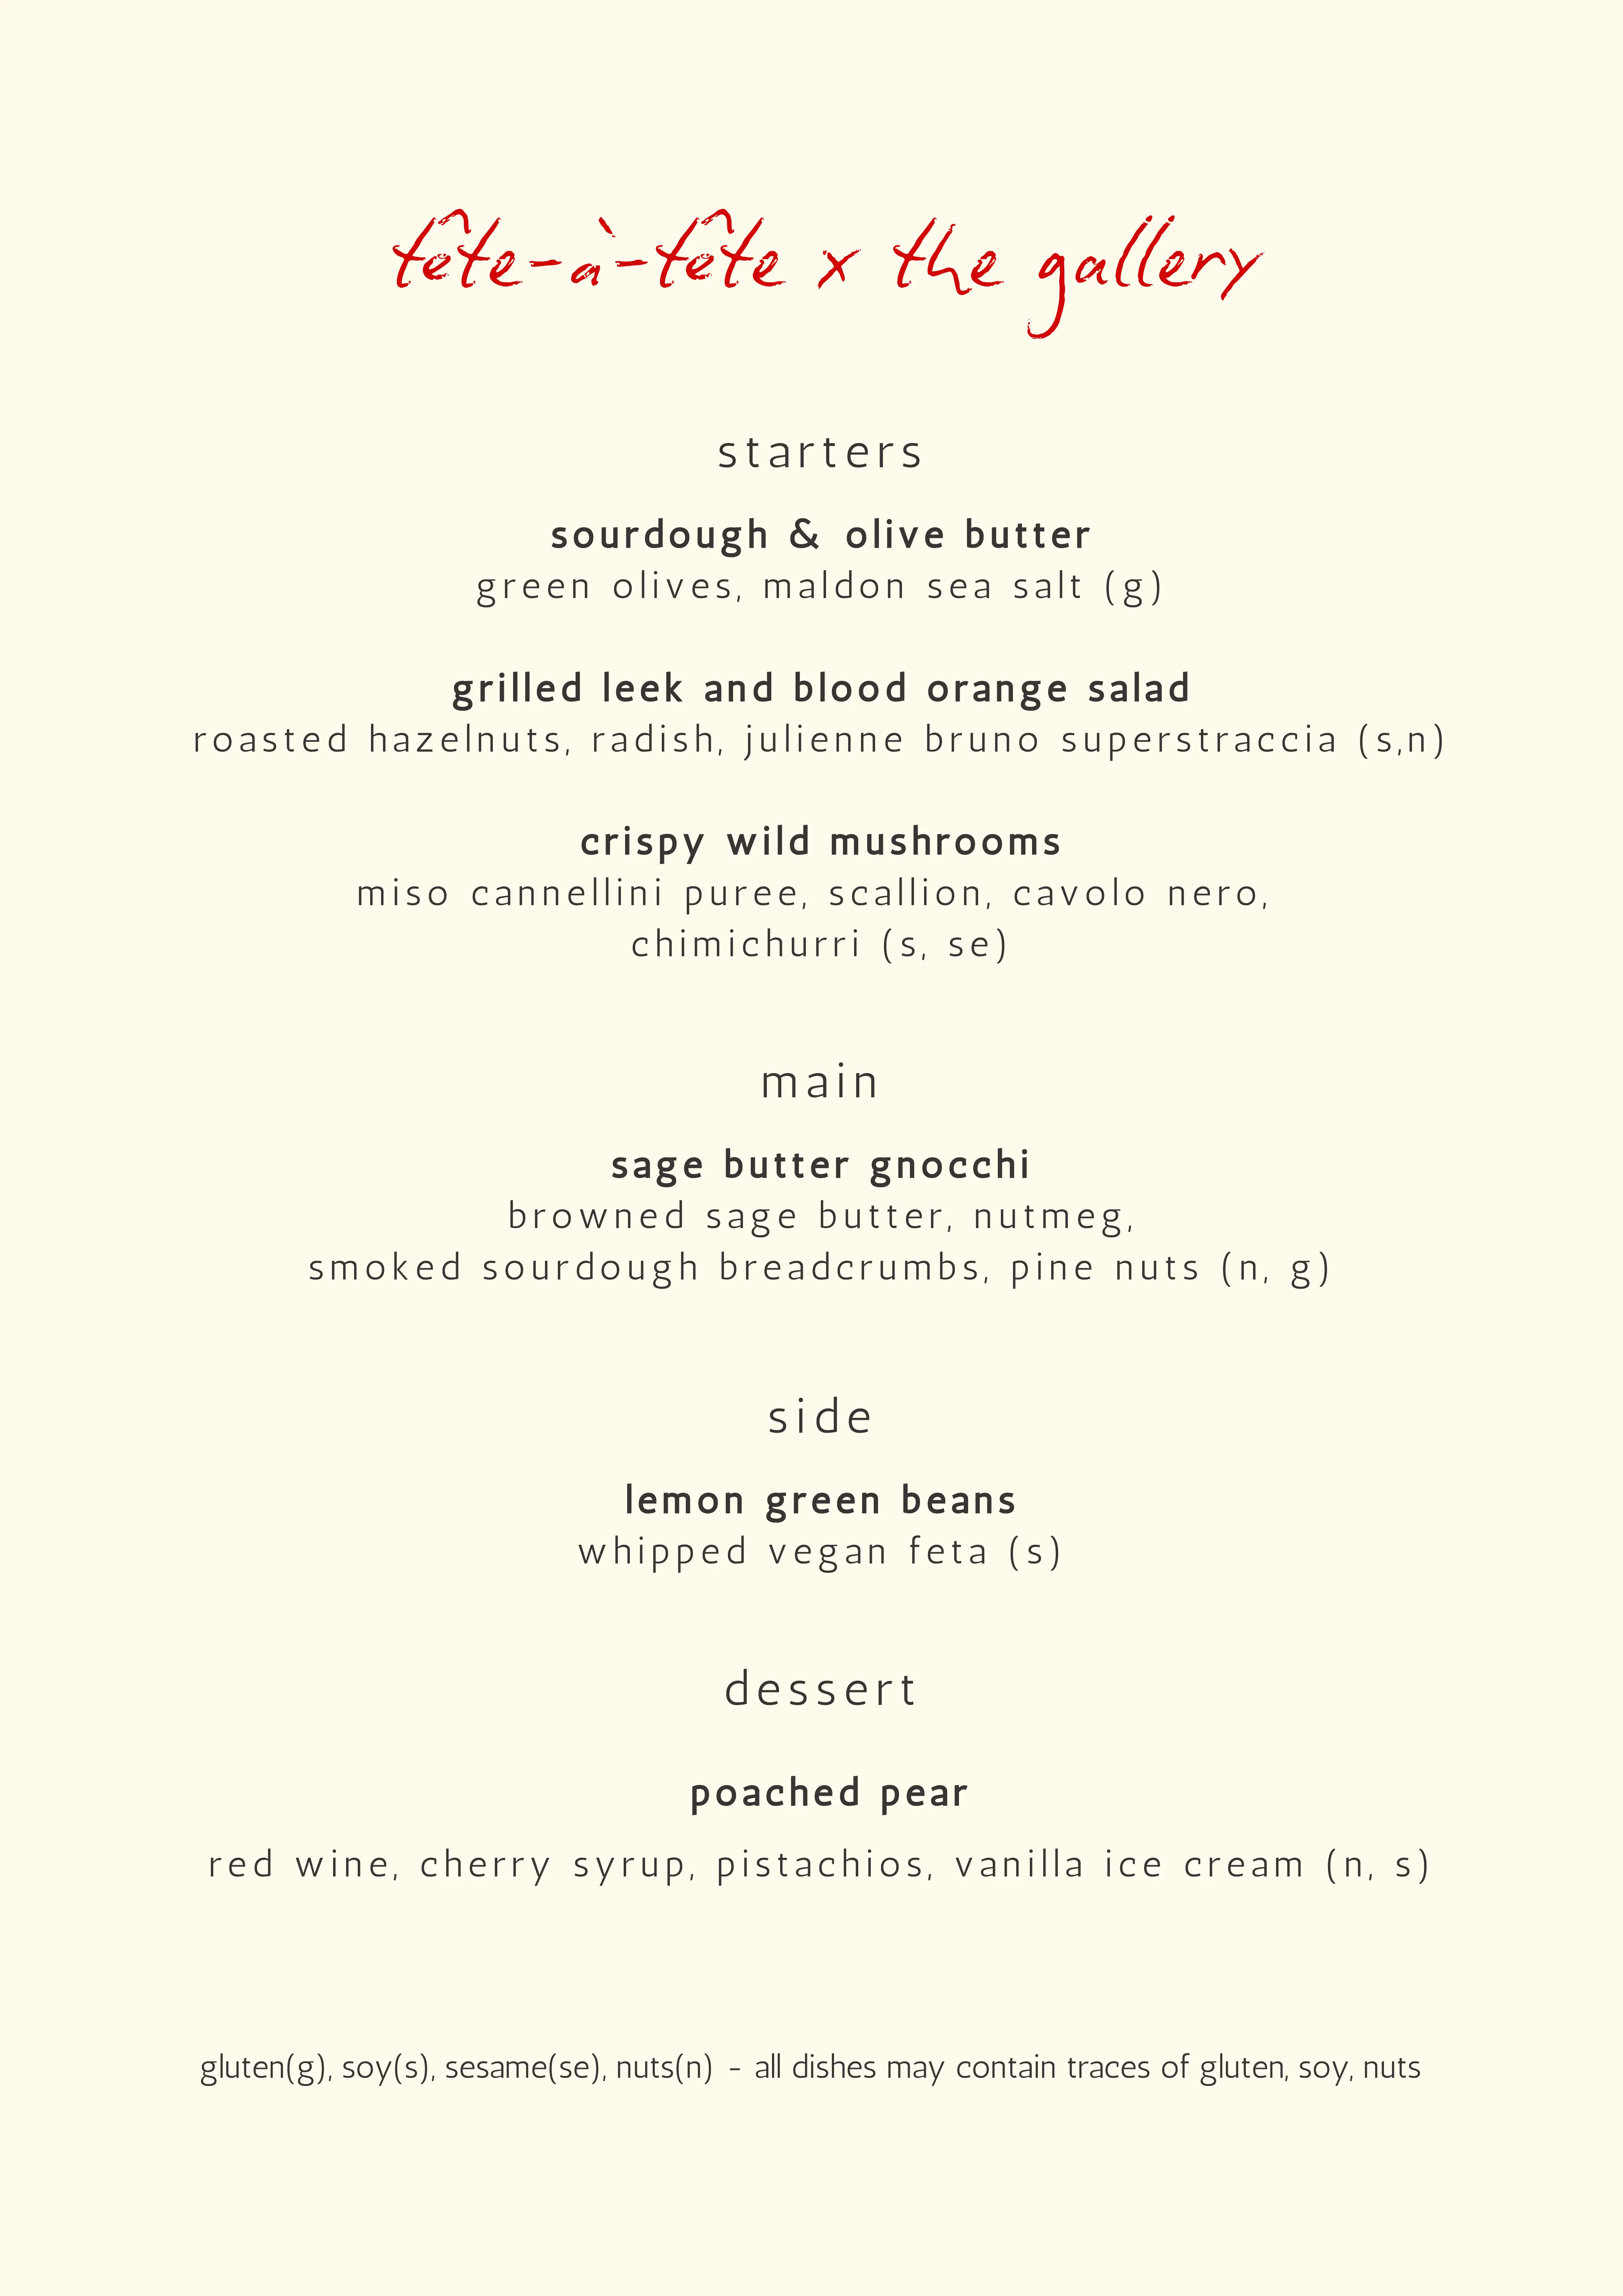 tête-à-tête x the gallery
starters
sourdough & olive butter
green olives, maldon sea salt (g)
grilled leek and blood orange salad
roasted hazelnuts, radish, julienne bruno superstraccia (s,n)
crispy wild mushrooms
miso cannellini puree, scallion, cavolo nero,
chimichurri (s, se)
main
sage butter gnocchi
browned sage butter, nutmeg,
smoked sourdough breadcrumbs, pine nuts (n, g)
side
lemon green beans
whipped vegan feta (s)
dessert
poached pear
red wine, cherry syrup, pistachios, vanilla ice cream (n, s)
gluten(g), soy(s), sesame(se), nuts(n) - all dishes may contain traces of gluten, soy, nuts